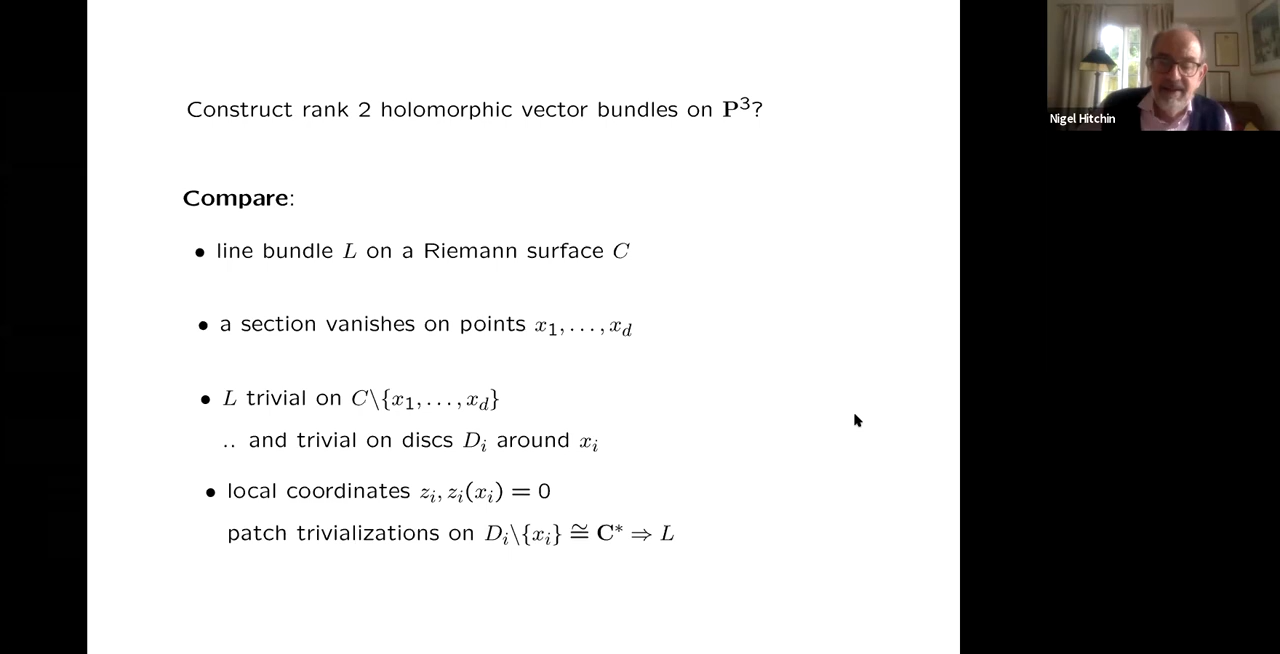 Construct rank 2 holomorphic vector bundles on P³?
Compare:
• line bundle L on a Riemann surface C
• a section vanishes on points x₁, . . . , x_d
• L trivial on C\{x₁, . . . , x_d}
.. and trivial on discs D_i around x_i
• local coordinates z_i, z_i(x_i) = 0
patch trivializations on D_i\{x_i} ≅ C* ⇒ L
Nigel Hitchin